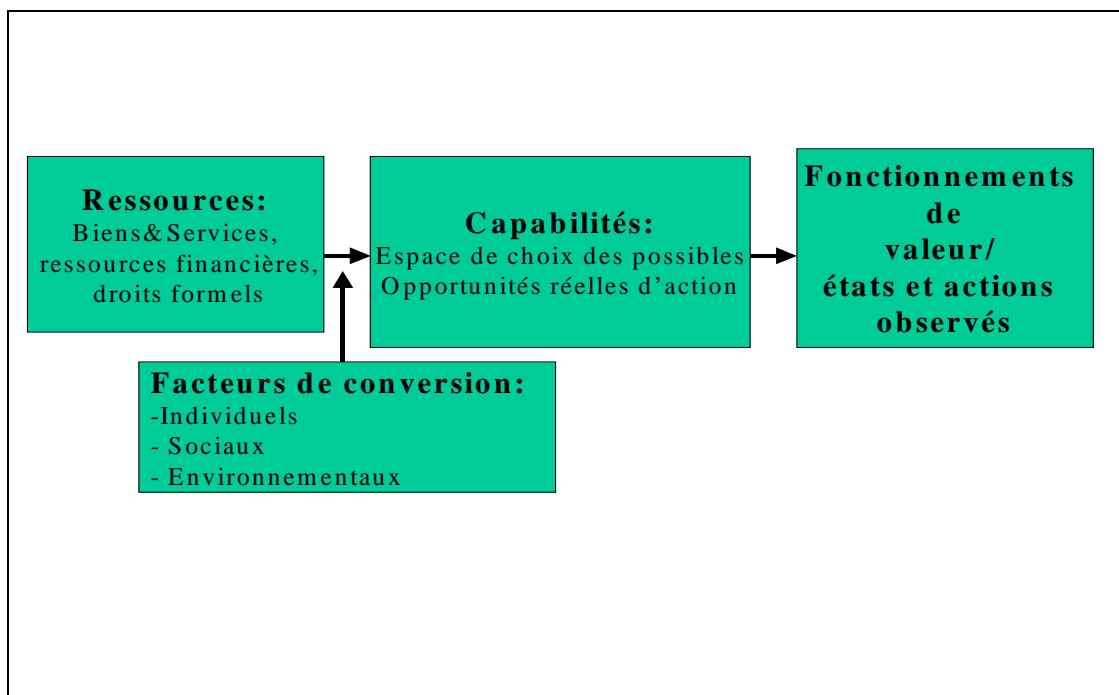 Ressources:
Biens&Services,
ressources financières,
droits formels
Capabilités:
Espace de choix des possibles
Opportunités réelles d’action
Fonctionnements
de
valeur/
états et actions
observés
Facteurs de conversion:
-Individuels
- Sociaux
- Environnementaux